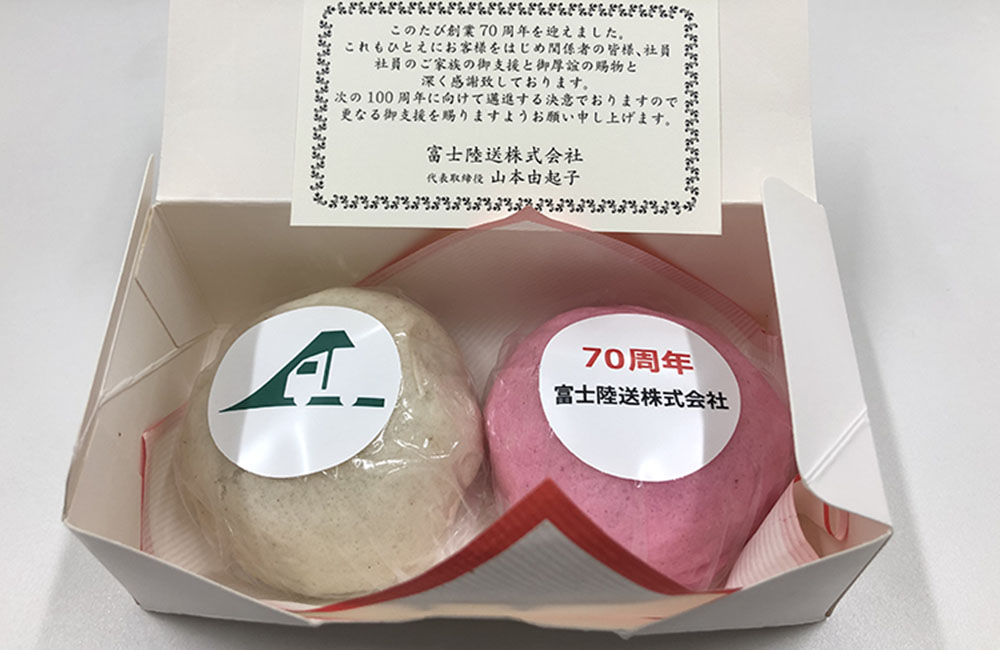 このたび創業70周年を迎えました。
これもひとえにお客様をはじめ関係者の皆様、社員
社員のご家族の御支援と御厚誼の賜物と
深く感謝致しております。
次の100周年に向けて邁進する決意でおりますので
更なる御支援を賜りますようお願い申し上げます。
富士陸送株式会社
代表取締役 山本由起子
70周年
富士陸送株式会社